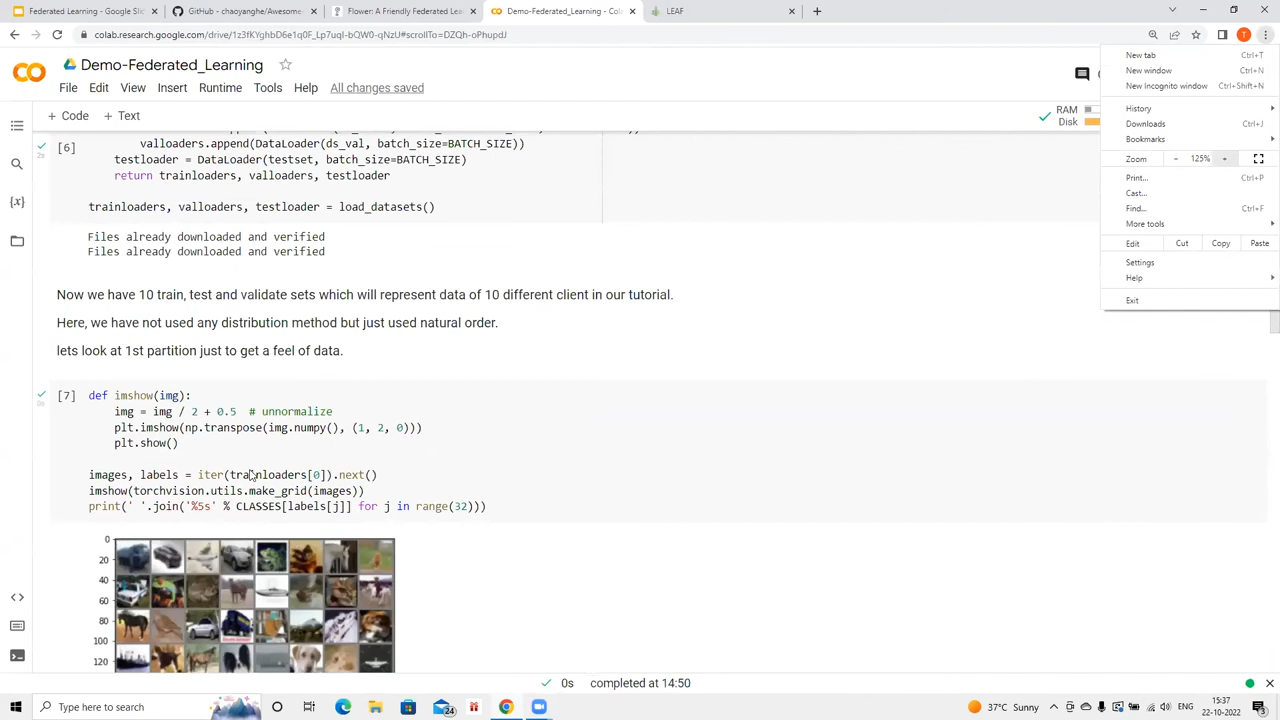 Federated Learning - Google Slid
GitHub - chaoyanghe/Awesome
Flower: A Friendly Federated Lea
Demo-Federated_Learning - Col
LEAF
colab.research.google.com/drive/1z3fKYghbD6e1q0F_Lp7uqI-bQW0-qNzU#scrollTo=DZQh-oPhupdJ
T
Demo-Federated_Learning
File Edit View Insert Runtime Tools Help All changes saved
+ Code + Text
RAM
Disk
New tab Ctrl+T
New window Ctrl+N
New Incognito window Ctrl+Shift+N
History
Downloads Ctrl+J
Bookmarks
Zoom - 125% +
Print... Ctrl+P
Cast...
Find... Ctrl+F
More tools
Edit Cut Copy Paste
Settings
Help
Exit
[6] valloaders.append(DataLoader(ds_val, batch_size=BATCH_SIZE))
2s
testloader = DataLoader(testset, batch_size=BATCH_SIZE)
return trainloaders, valloaders, testloader
trainloaders, valloaders, testloader = load_datasets()
Files already downloaded and verified
Files already downloaded and verified
Now we have 10 train, test and validate sets which will represent data of 10 different client in our tutorial.
Here, we have not used any distribution method but just used natural order.
lets look at 1st partition just to get a feel of data.
[7] def imshow(img):
0s
img = img / 2 + 0.5 # unnormalize
plt.imshow(np.transpose(img.numpy(), (1, 2, 0)))
plt.show()
images, labels = iter(trainloaders[0]).next()
imshow(torchvision.utils.make_grid(images))
print(' '.join('%5s' % CLASSES[labels[j]] for j in range(32)))
0
20
40
60
80
100
120
0s completed at 14:50
Type here to search
24
37°C Sunny
ENG
15:37
22-10-2022
3